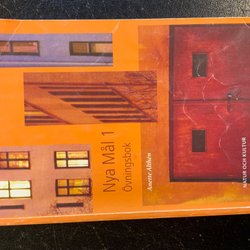 Nya Mål 1
Övningsbok
Anette Althén
NATUR OCH KULTUR